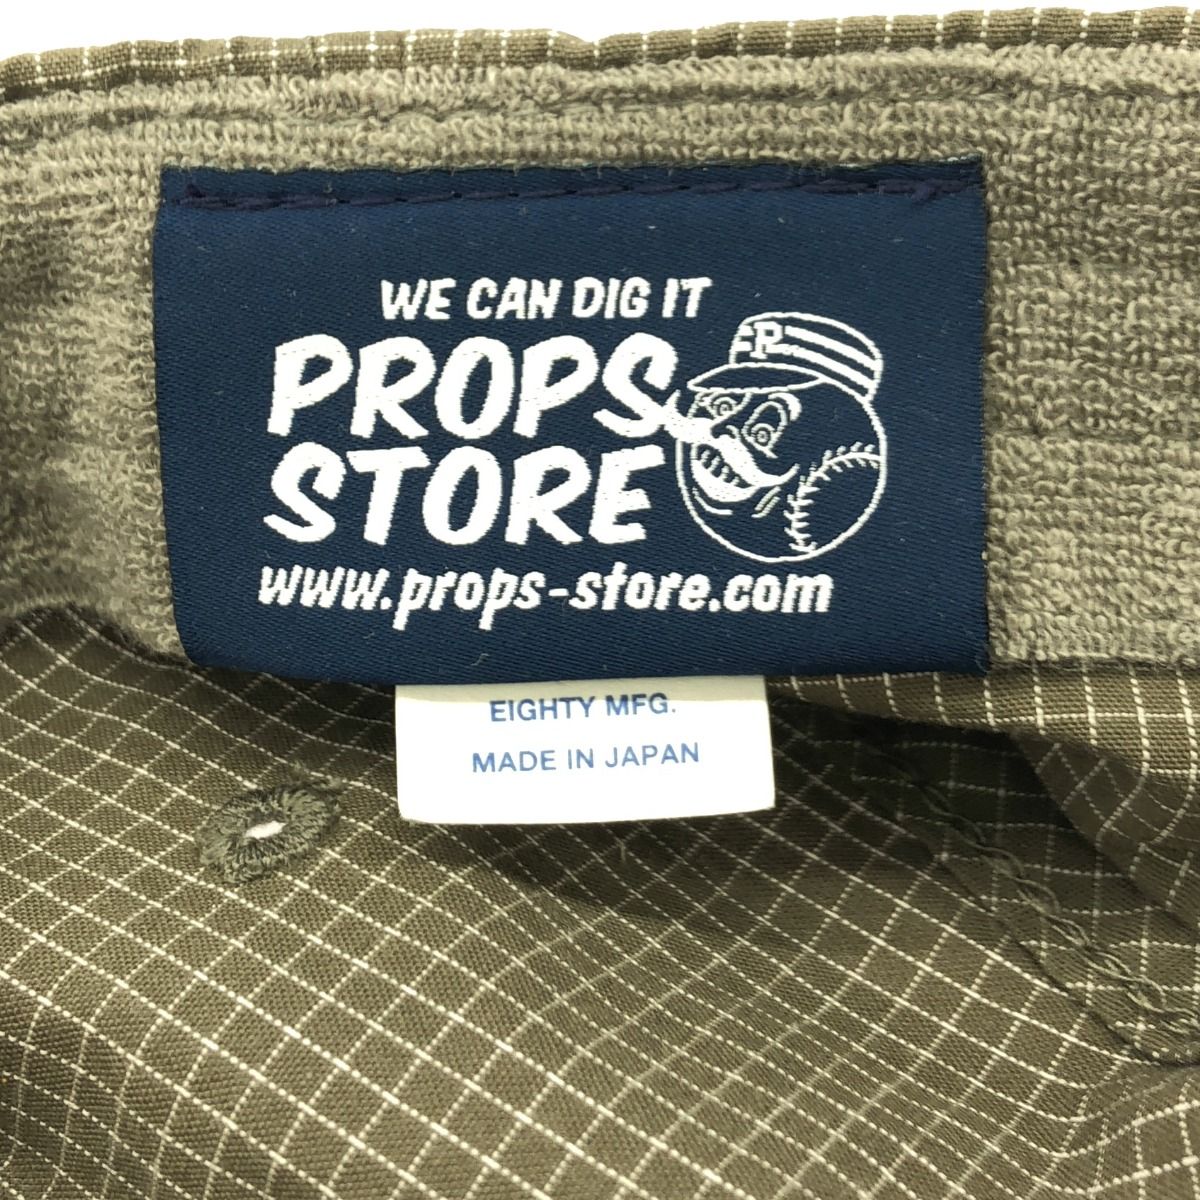 WE CAN DIG IT
PROPS
STORE
www.props-store.com
P
EIGHTY MFG.
MADE IN JAPAN